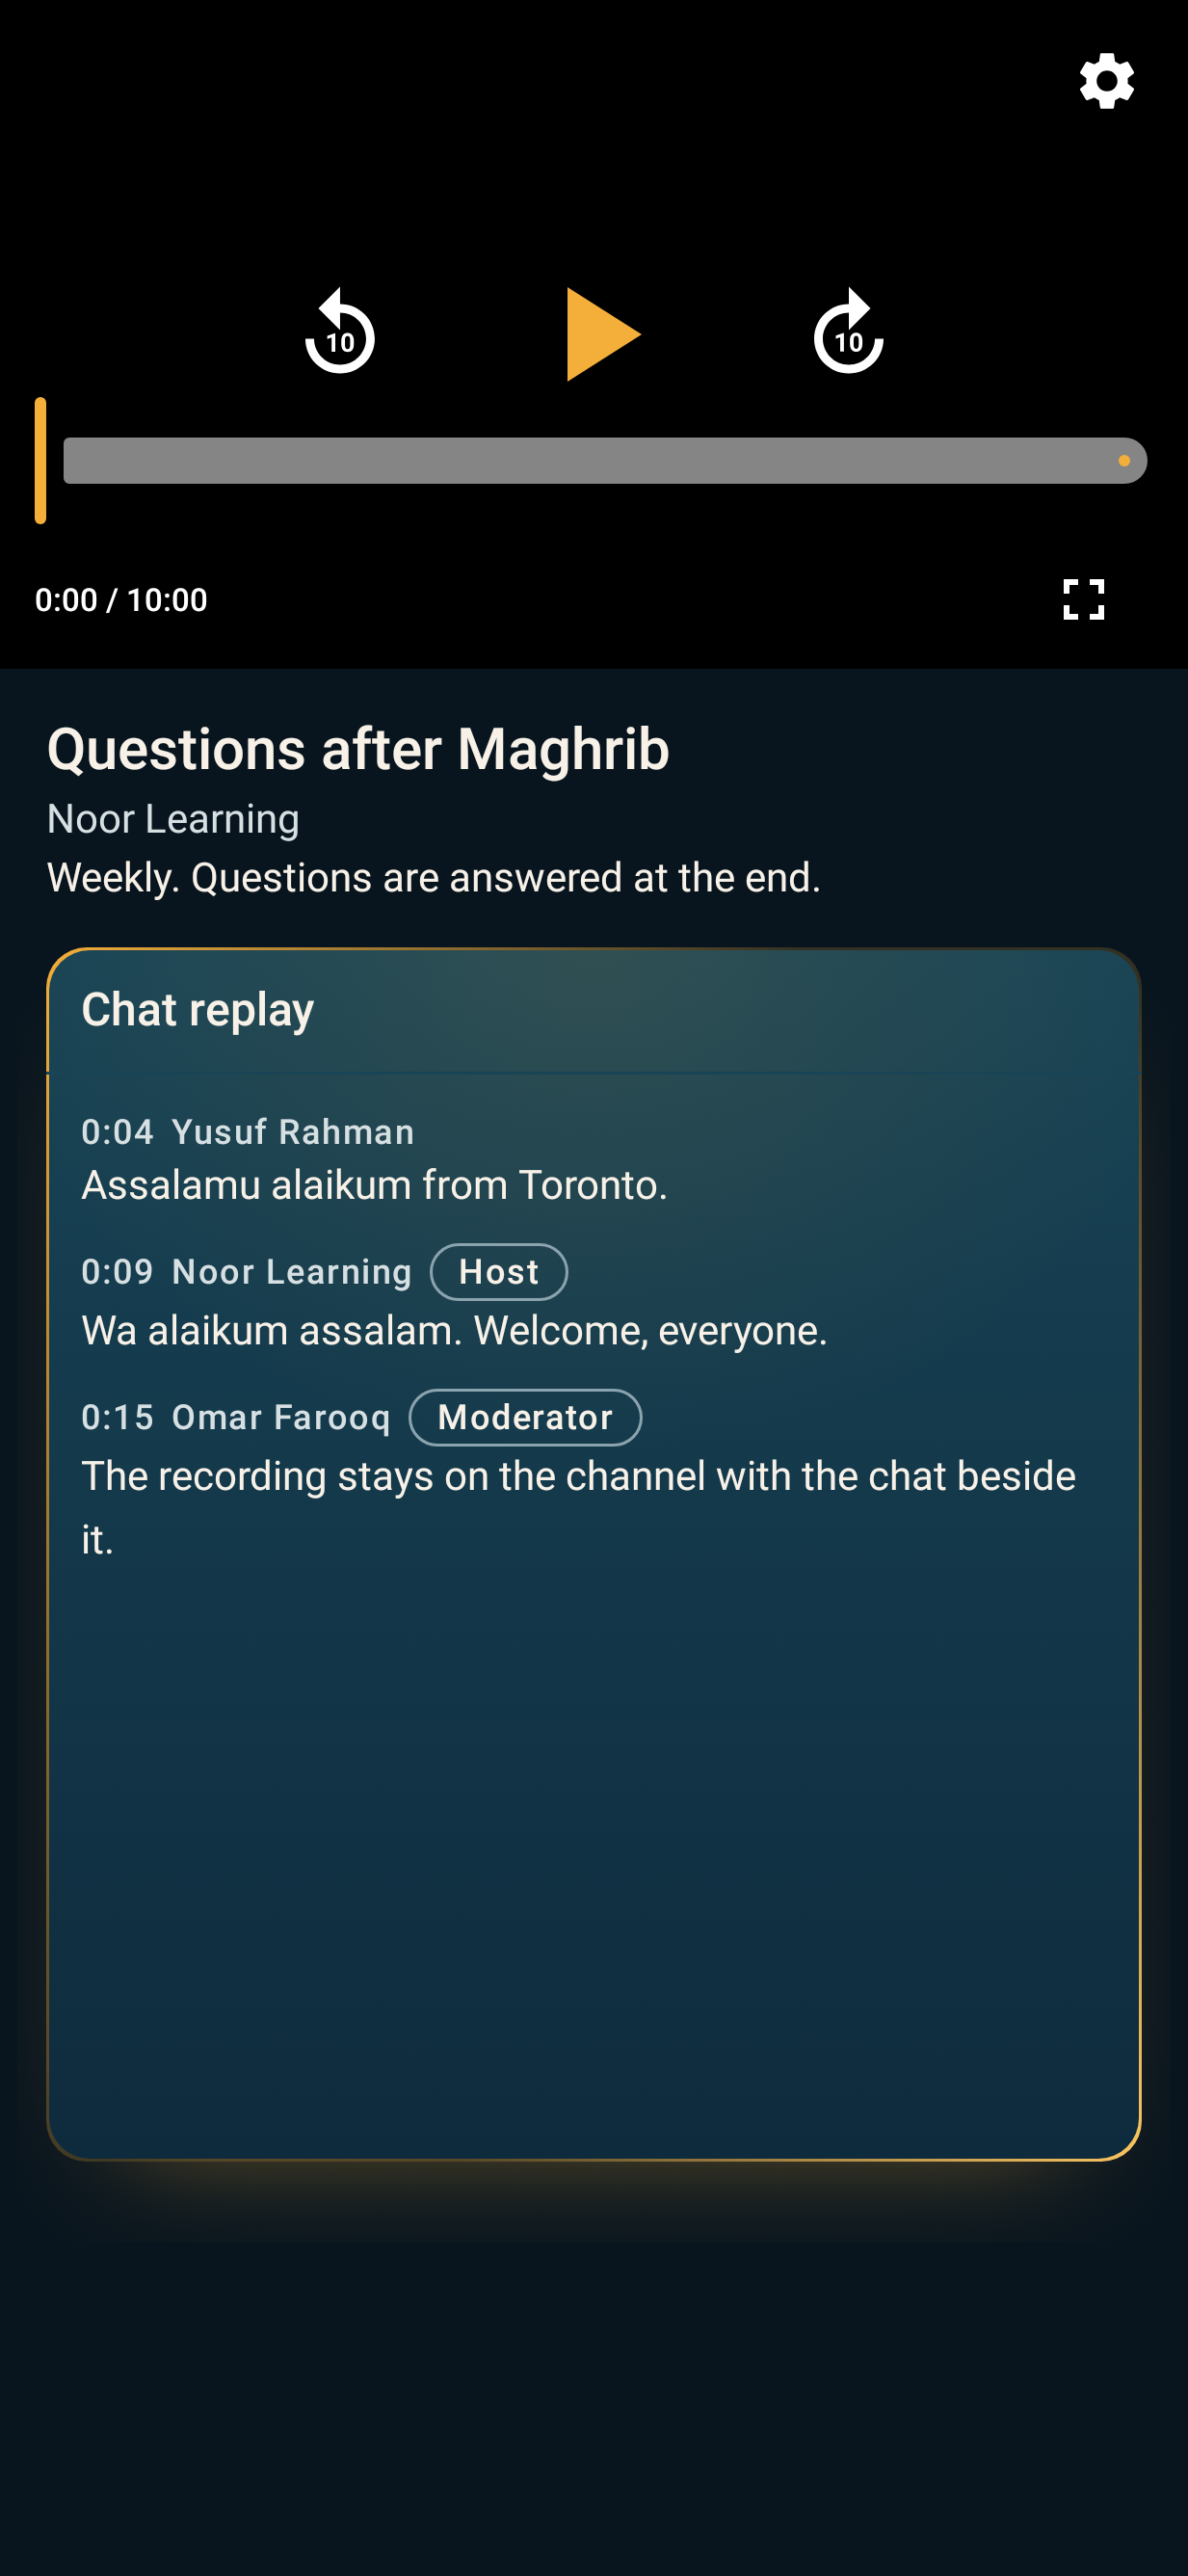 10
10
0:00 / 10:00
Questions after Maghrib
Noor Learning
Weekly. Questions are answered at the end.
Chat replay
0:04 Yusuf Rahman
Assalamu alaikum from Toronto.
0:09 Noor Learning Host
Wa alaikum assalam. Welcome, everyone.
0:15 Omar Farooq Moderator
The recording stays on the channel with the chat beside
it.